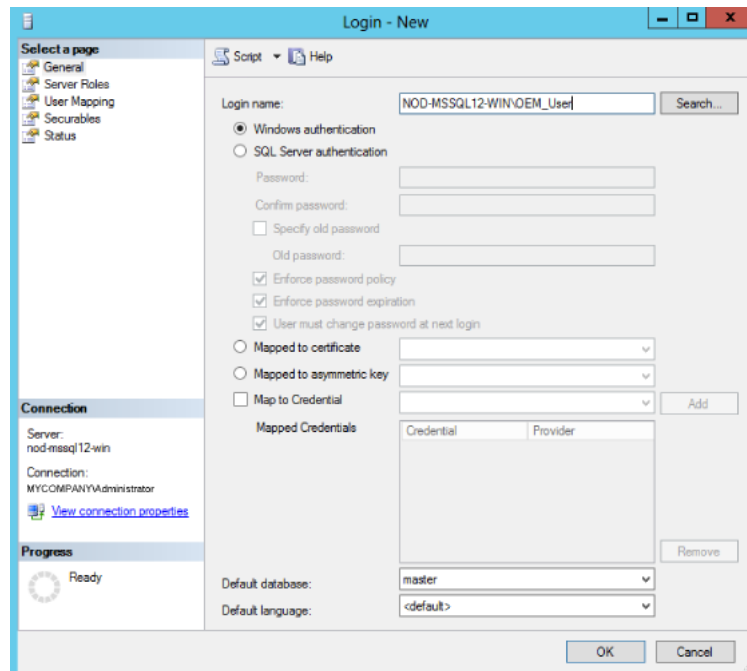 Login - New
Select a page
General
Server Roles
User Mapping
Securables
Status
Script Help
Login name: NOD-MSSQL12-WIN\OEM_User Search...
Windows authentication
SQL Server authentication
Password:
Confirm password:
Specify old password
Old password:
Enforce password policy
Enforce password expiration
User must change password at next login
Mapped to certificate
Mapped to asymmetric key
Map to Credential Add
Mapped Credentials Credential Provider
Remove
Default database: master
Default language: <default>
Connection
Server:
nod-mssql12-win
Connection:
MYCOMPANY\Administrator
View connection properties
Progress
Ready
OK Cancel